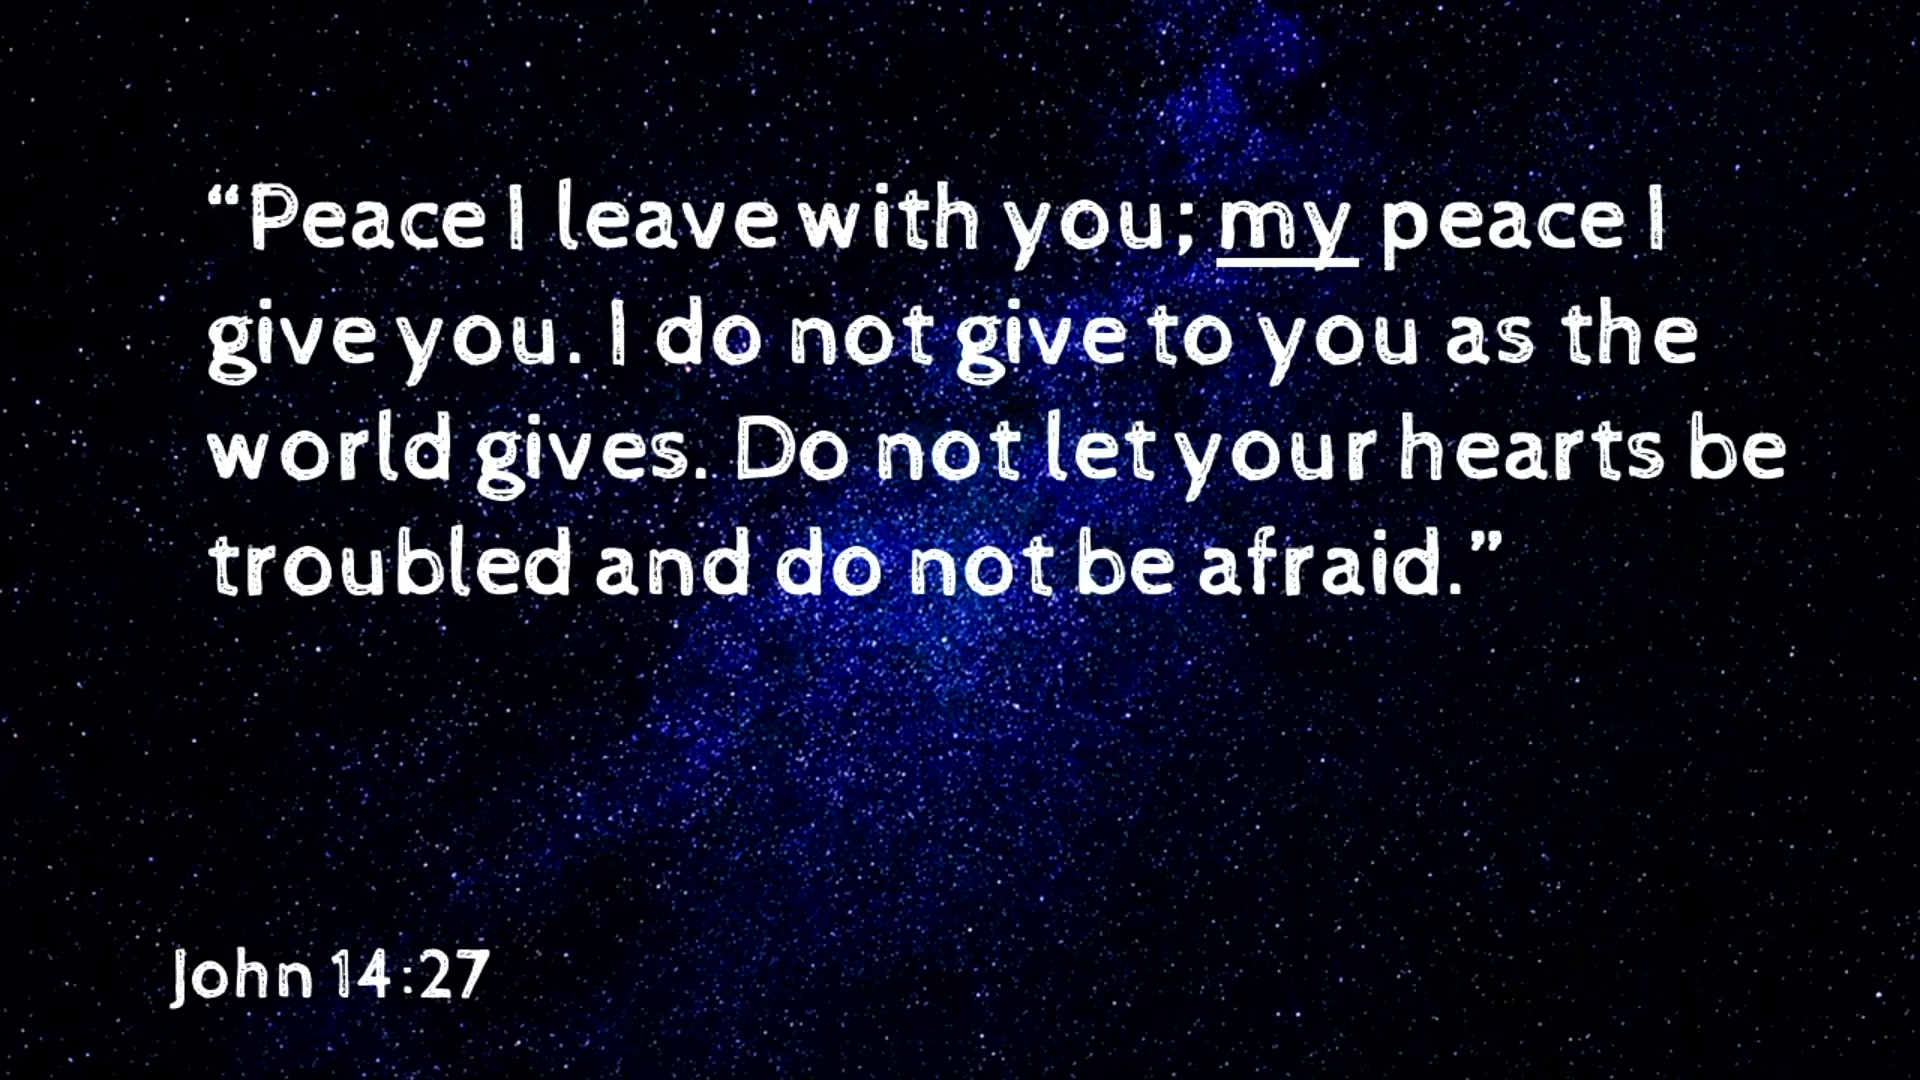 “Peace I leave with you; my peace I
give you. I do not give to you as the
world gives. Do not let your hearts be
troubled and do not be afraid.”
John 14:27